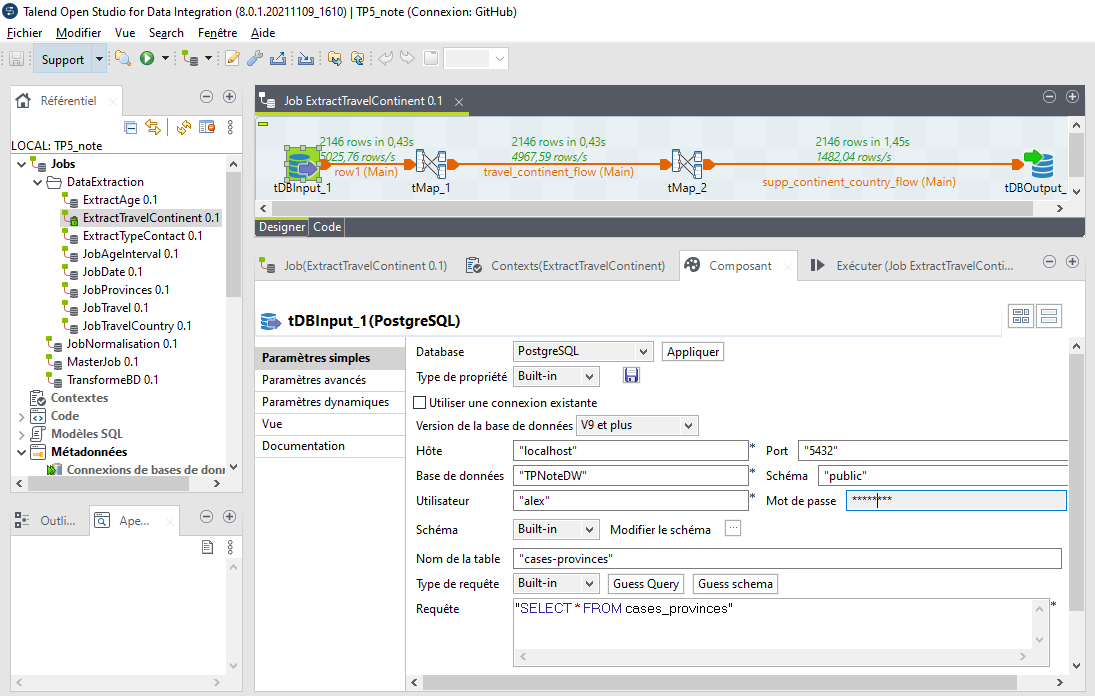 Talend Open Studio for Data Integration (8.0.1.20211109_1610) | TP5_note (Connexion: GitHub)
Fichier Modifier Vue Search Fenêtre Aide
Support
Référentiel
LOCAL: TP5_note
Jobs
DataExtraction
ExtractAge 0.1
ExtractTravelContinent 0.1
ExtractTypeContact 0.1
JobAgeInterval 0.1
JobDate 0.1
JobProvinces 0.1
JobTravel 0.1
JobTravelCountry 0.1
JobNormalisation 0.1
MasterJob 0.1
TransformeBD 0.1
Contextes
Code
Modèles SQL
Métadonnées
Connexions de bases de donn
Outli... Ape...
Job ExtractTravelContinent 0.1
2146 rows in 0,43s 2146 rows in 0,43s 2146 rows in 1,45s
5025,76 rows/s 4967,59 rows/s 1482,04 rows/s
row1 (Main) travel_continent_flow (Main) supp_continent_country_flow (Main)
tDBInput_1 tMap_1 tMap_2 tDBOutput_
Designer Code
Job(ExtractTravelContinent 0.1) Contexts(ExtractTravelContinent) Composant Exécuter (Job ExtractTravelConti...
tDBInput_1(PostgreSQL)
Paramètres simples
Paramètres avancés
Paramètres dynamiques
Vue
Documentation
Database PostgreSQL Appliquer
Type de propriété Built-in
Utiliser une connexion existante
Version de la base de données V9 et plus
Hôte "localhost" * Port "5432"
Base de données "TPNoteDW" * Schéma "public"
Utilisateur "alex" * Mot de passe ********
Schéma Built-in Modifier le schéma ...
Nom de la table "cases-provinces"
Type de requête Built-in Guess Query Guess schema
Requête "SELECT * FROM cases_provinces" *